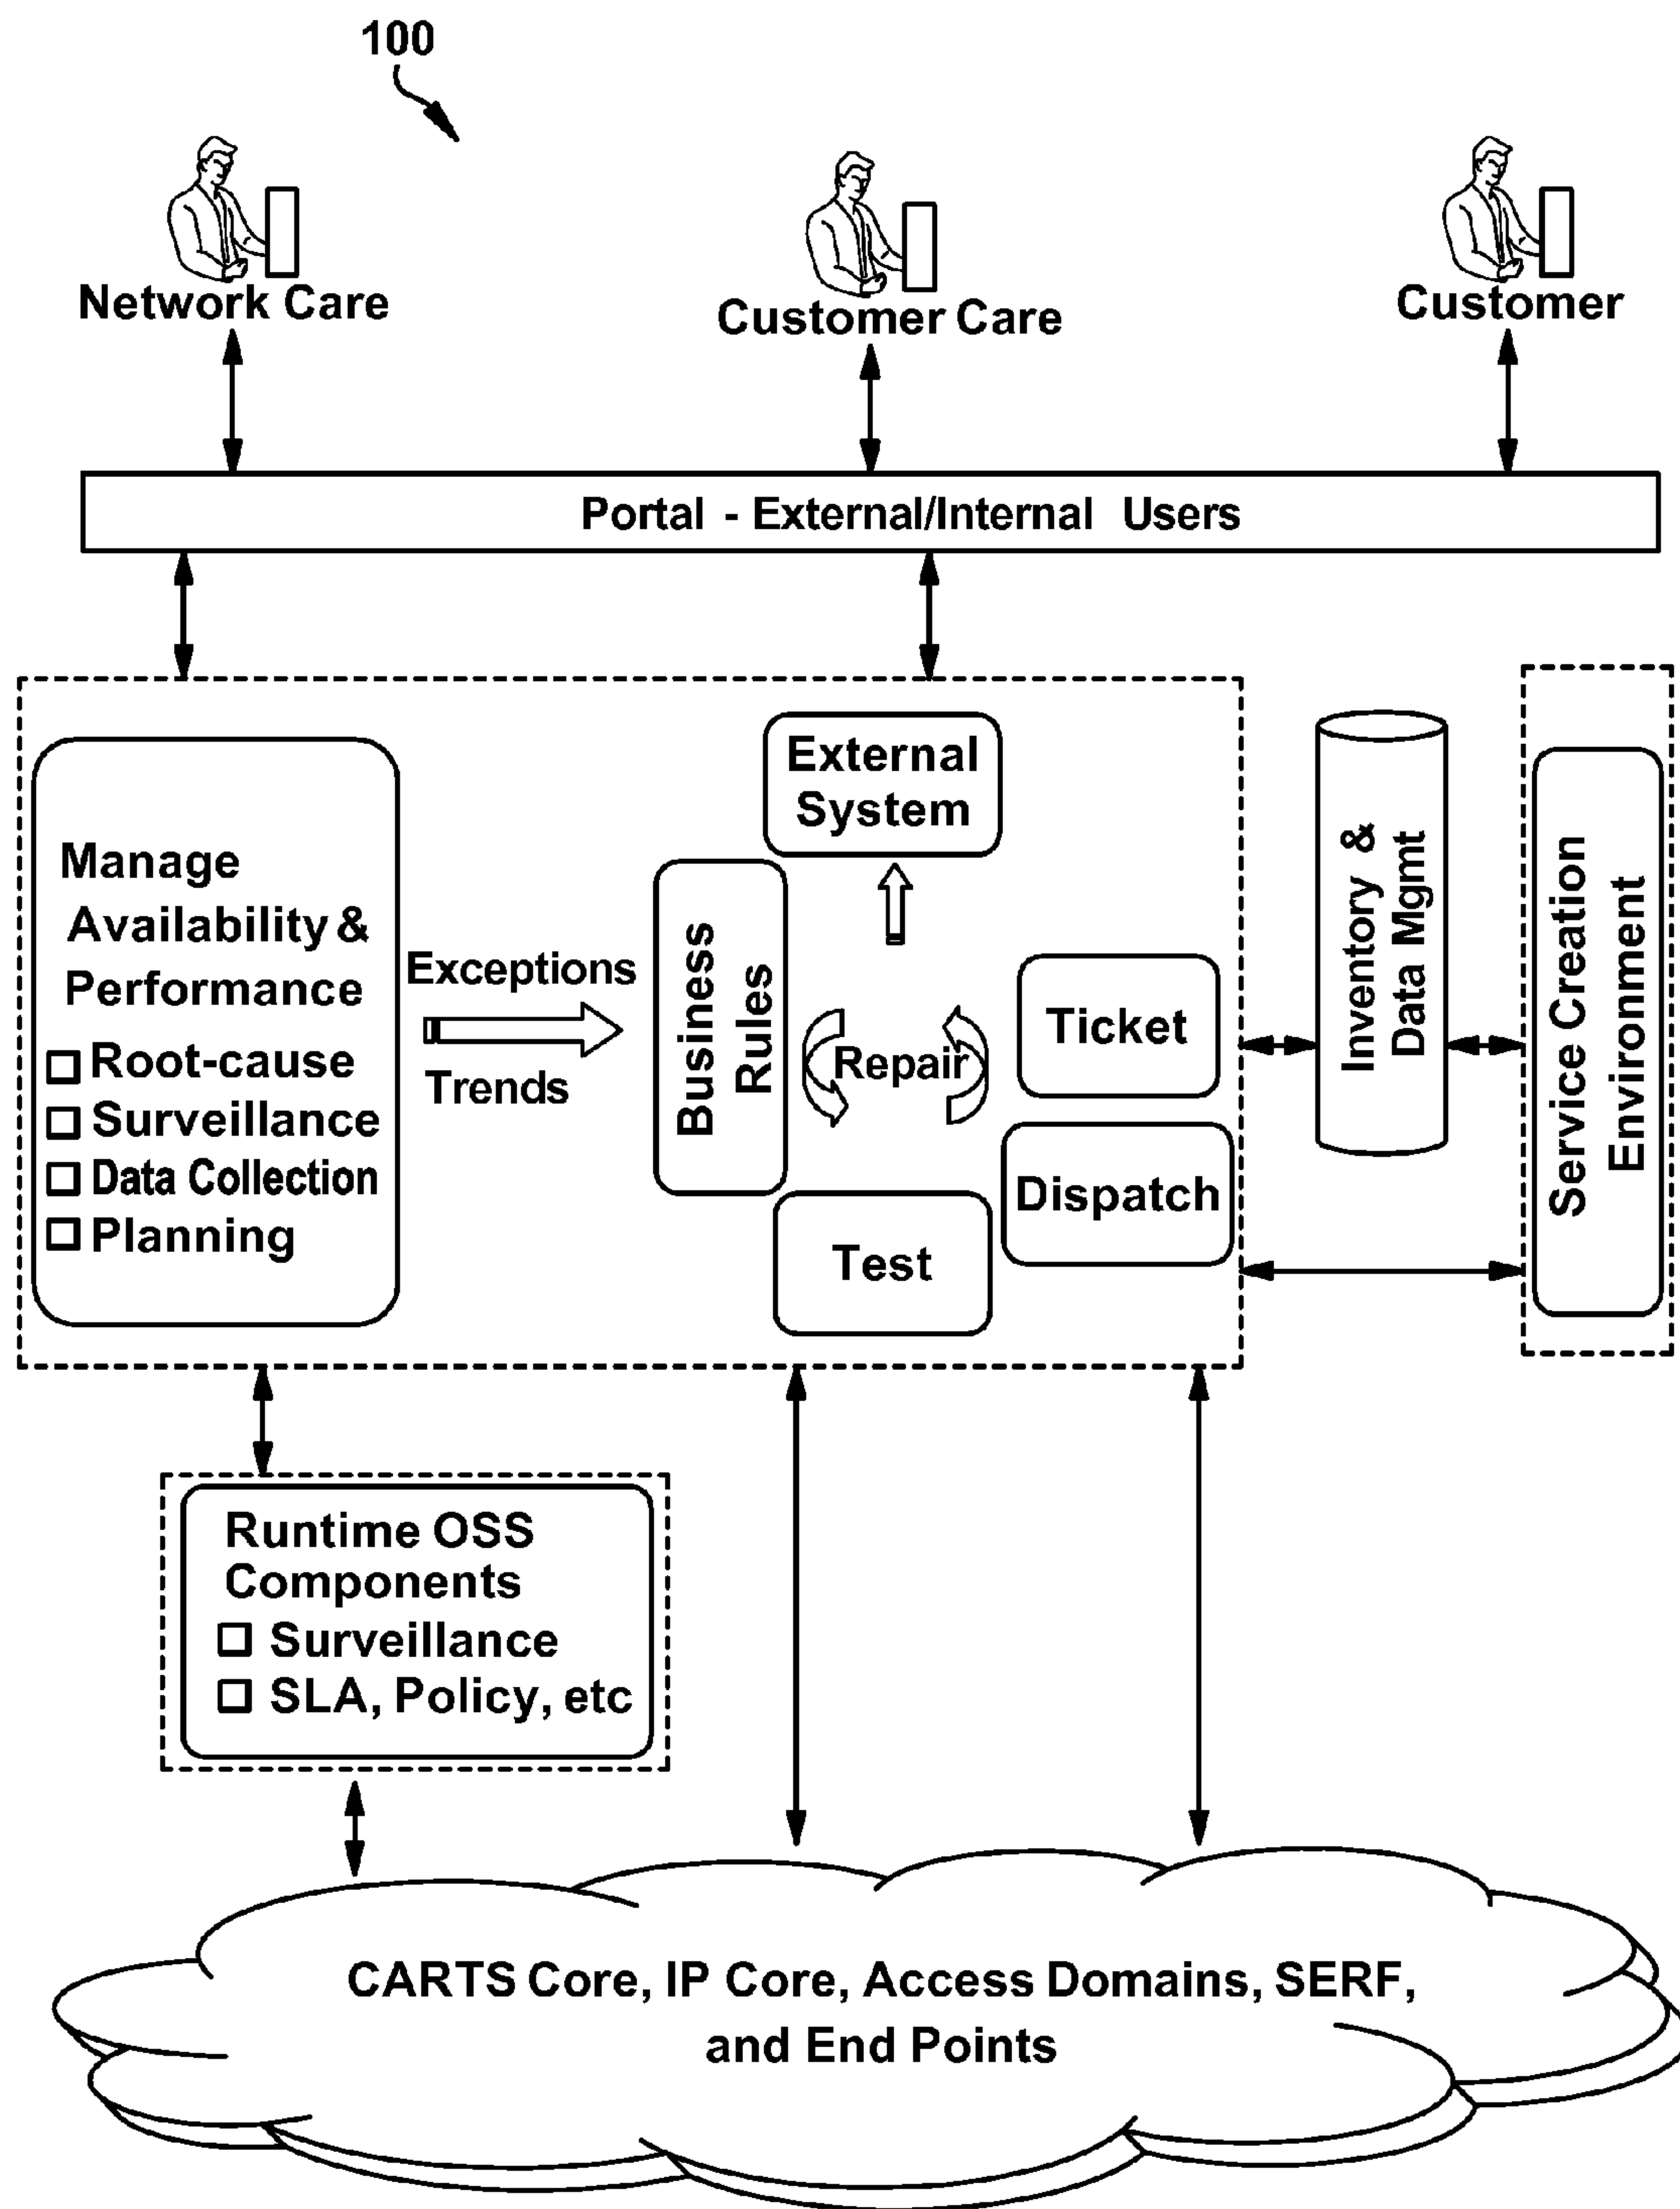 100
Network Care
Customer Care
Customer
Portal - External/Internal Users
Manage
Availability &
Performance
Root-cause
Surveillance
Data Collection
Planning
Exceptions
Trends
External
System
Business
Rules
Repair
Ticket
Dispatch
Test
Inventory &
Data Mgmt
Service Creation
Environment
Runtime OSS
Components
Surveillance
SLA, Policy, etc
CARTS Core, IP Core, Access Domains, SERF,
and End Points